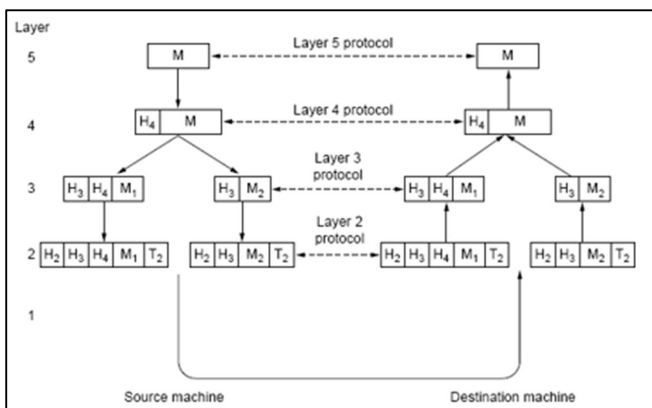 Layer
5 M Layer 5 protocol M
4 H4 M Layer 4 protocol H4 M
Layer 3
protocol
3 H3 H4 M1 H3 M2 H3 H4 M1 H3 M2
Layer 2
protocol
2 H2 H3 H4 M1 T2 H2 H3 M2 T2 H2 H3 H4 M1 T2 H2 H3 M2 T2
1
Source machine Destination machine